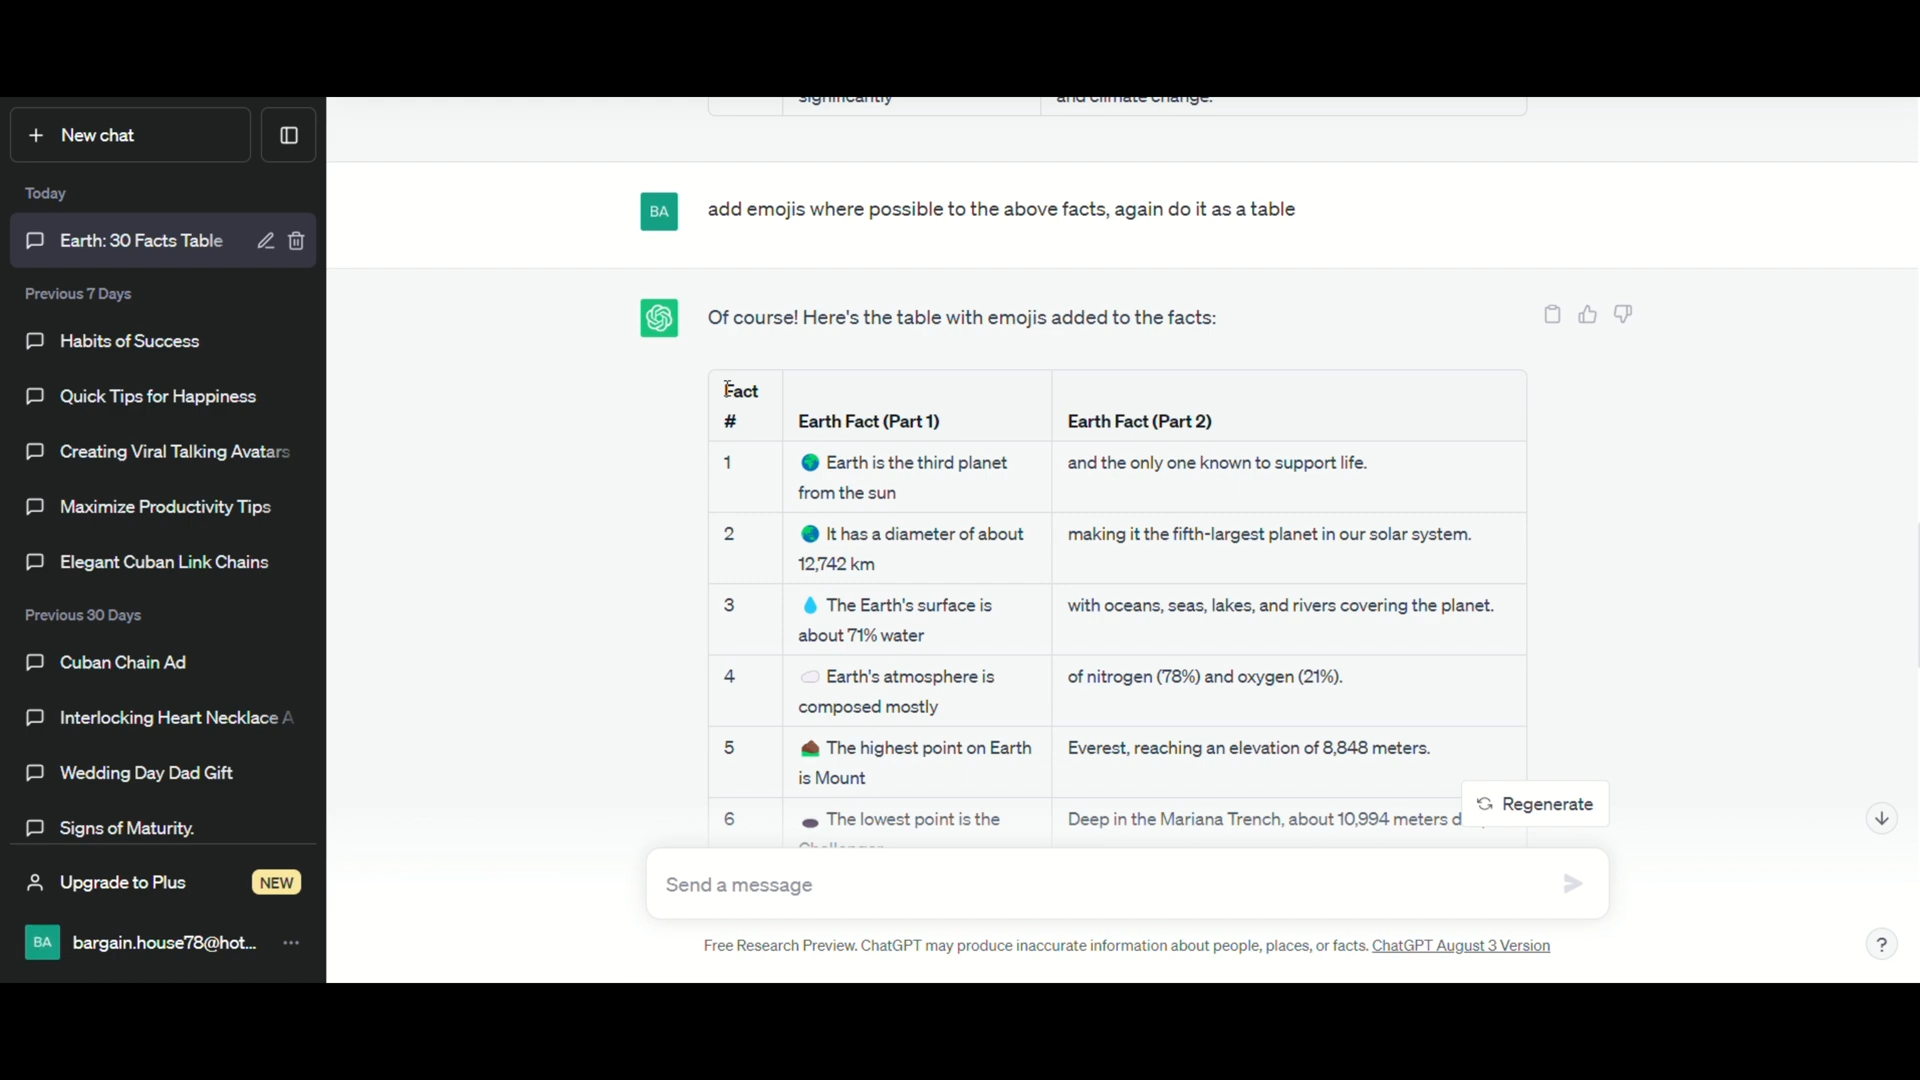 New chat
Today
Earth: 30 Facts Table
Previous 7 Days
Habits of Success
Quick Tips for Happiness
Creating Viral Talking Avatars
Maximize Productivity Tips
Elegant Cuban Link Chains
Previous 30 Days
Cuban Chain Ad
Interlocking Heart Necklace A
Wedding Day Dad Gift
Signs of Maturity.
Upgrade to Plus NEW
BA bargain.house78@hot...
significantly and climate change.
BA add emojis where possible to the above facts, again do it as a table
Of course! Here's the table with emojis added to the facts:
Fact
# Earth Fact (Part 1) Earth Fact (Part 2)
1 🌍 Earth is the third planet and the only one known to support life.
from the sun
2 🌏 It has a diameter of about making it the fifth-largest planet in our solar system.
12,742 km
3 💧 The Earth's surface is with oceans, seas, lakes, and rivers covering the planet.
about 71% water
4 ☁️ Earth's atmosphere is of nitrogen (78%) and oxygen (21%).
composed mostly
5 ⛰️ The highest point on Earth Everest, reaching an elevation of 8,848 meters.
is Mount
6 🕳️ The lowest point is the Deep in the Mariana Trench, about 10,994 meters
Challenger
Regenerate
Send a message
Free Research Preview. ChatGPT may produce inaccurate information about people, places, or facts. ChatGPT August 3 Version
?